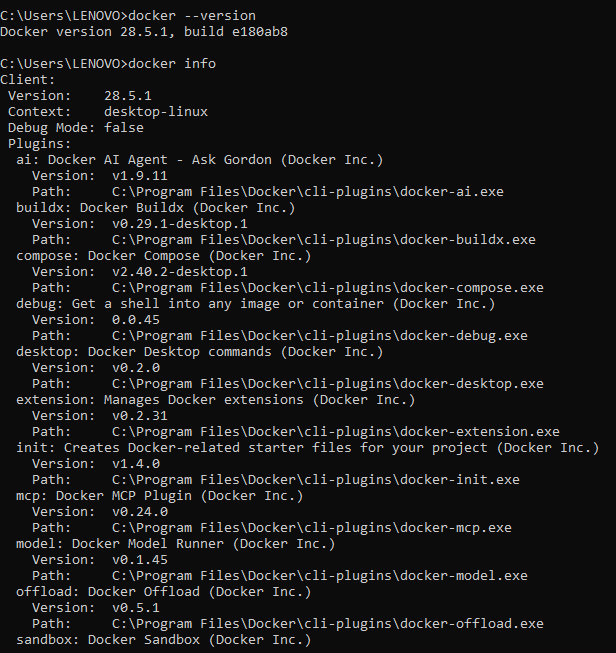 C:\Users\LENOVO>docker --version
Docker version 28.5.1, build e180ab8

C:\Users\LENOVO>docker info
Client:
 Version:    28.5.1
 Context:    desktop-linux
 Debug Mode: false
 Plugins:
  ai: Docker AI Agent - Ask Gordon (Docker Inc.)
    Version:  v1.9.11
    Path:     C:\Program Files\Docker\cli-plugins\docker-ai.exe
  buildx: Docker Buildx (Docker Inc.)
    Version:  v0.29.1-desktop.1
    Path:     C:\Program Files\Docker\cli-plugins\docker-buildx.exe
  compose: Docker Compose (Docker Inc.)
    Version:  v2.40.2-desktop.1
    Path:     C:\Program Files\Docker\cli-plugins\docker-compose.exe
  debug: Get a shell into any image or container (Docker Inc.)
    Version:  0.0.45
    Path:     C:\Program Files\Docker\cli-plugins\docker-debug.exe
  desktop: Docker Desktop commands (Docker Inc.)
    Version:  v0.2.0
    Path:     C:\Program Files\Docker\cli-plugins\docker-desktop.exe
  extension: Manages Docker extensions (Docker Inc.)
    Version:  v0.2.31
    Path:     C:\Program Files\Docker\cli-plugins\docker-extension.exe
  init: Creates Docker-related starter files for your project (Docker Inc.)
    Version:  v1.4.0
    Path:     C:\Program Files\Docker\cli-plugins\docker-init.exe
  mcp: Docker MCP Plugin (Docker Inc.)
    Version:  v0.24.0
    Path:     C:\Program Files\Docker\cli-plugins\docker-mcp.exe
  model: Docker Model Runner (Docker Inc.)
    Version:  v0.1.45
    Path:     C:\Program Files\Docker\cli-plugins\docker-model.exe
  offload: Docker Offload (Docker Inc.)
    Version:  v0.5.1
    Path:     C:\Program Files\Docker\cli-plugins\docker-offload.exe
  sandbox: Docker Sandbox (Docker Inc.)